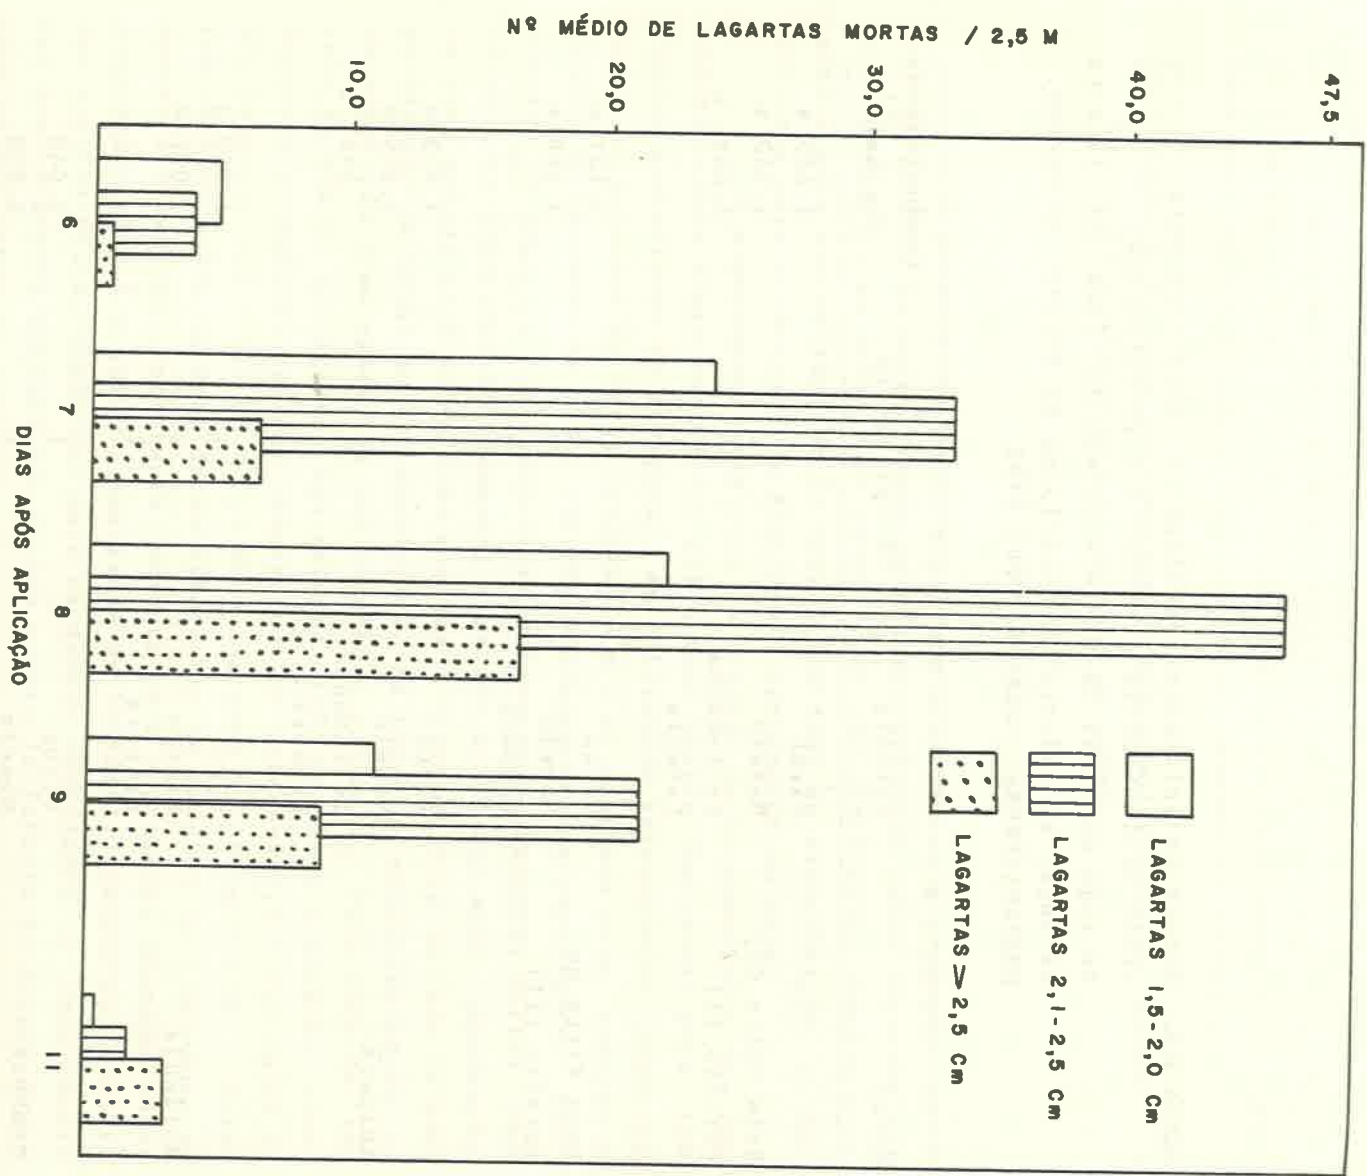 Nº MÉDIO DE LAGARTAS MORTAS / 2,5 M
47,5
40,0
30,0
20,0
10,0
LAGARTAS 1,5-2,0 Cm
LAGARTAS 2,1-2,5 Cm
LAGARTAS ⩾ 2,5 Cm
6
7
8
9
11
DIAS APÓS APLICAÇÃO